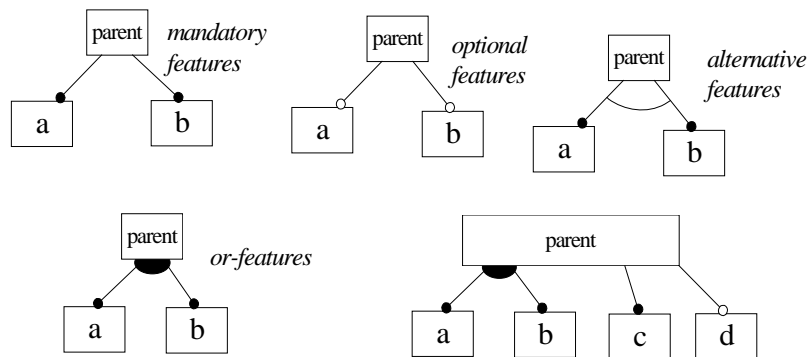 parent
mandatory
features
a
b
parent
optional
features
a
b
parent
alternative
features
a
b
parent
or-features
a
b
parent
a
b
c
d